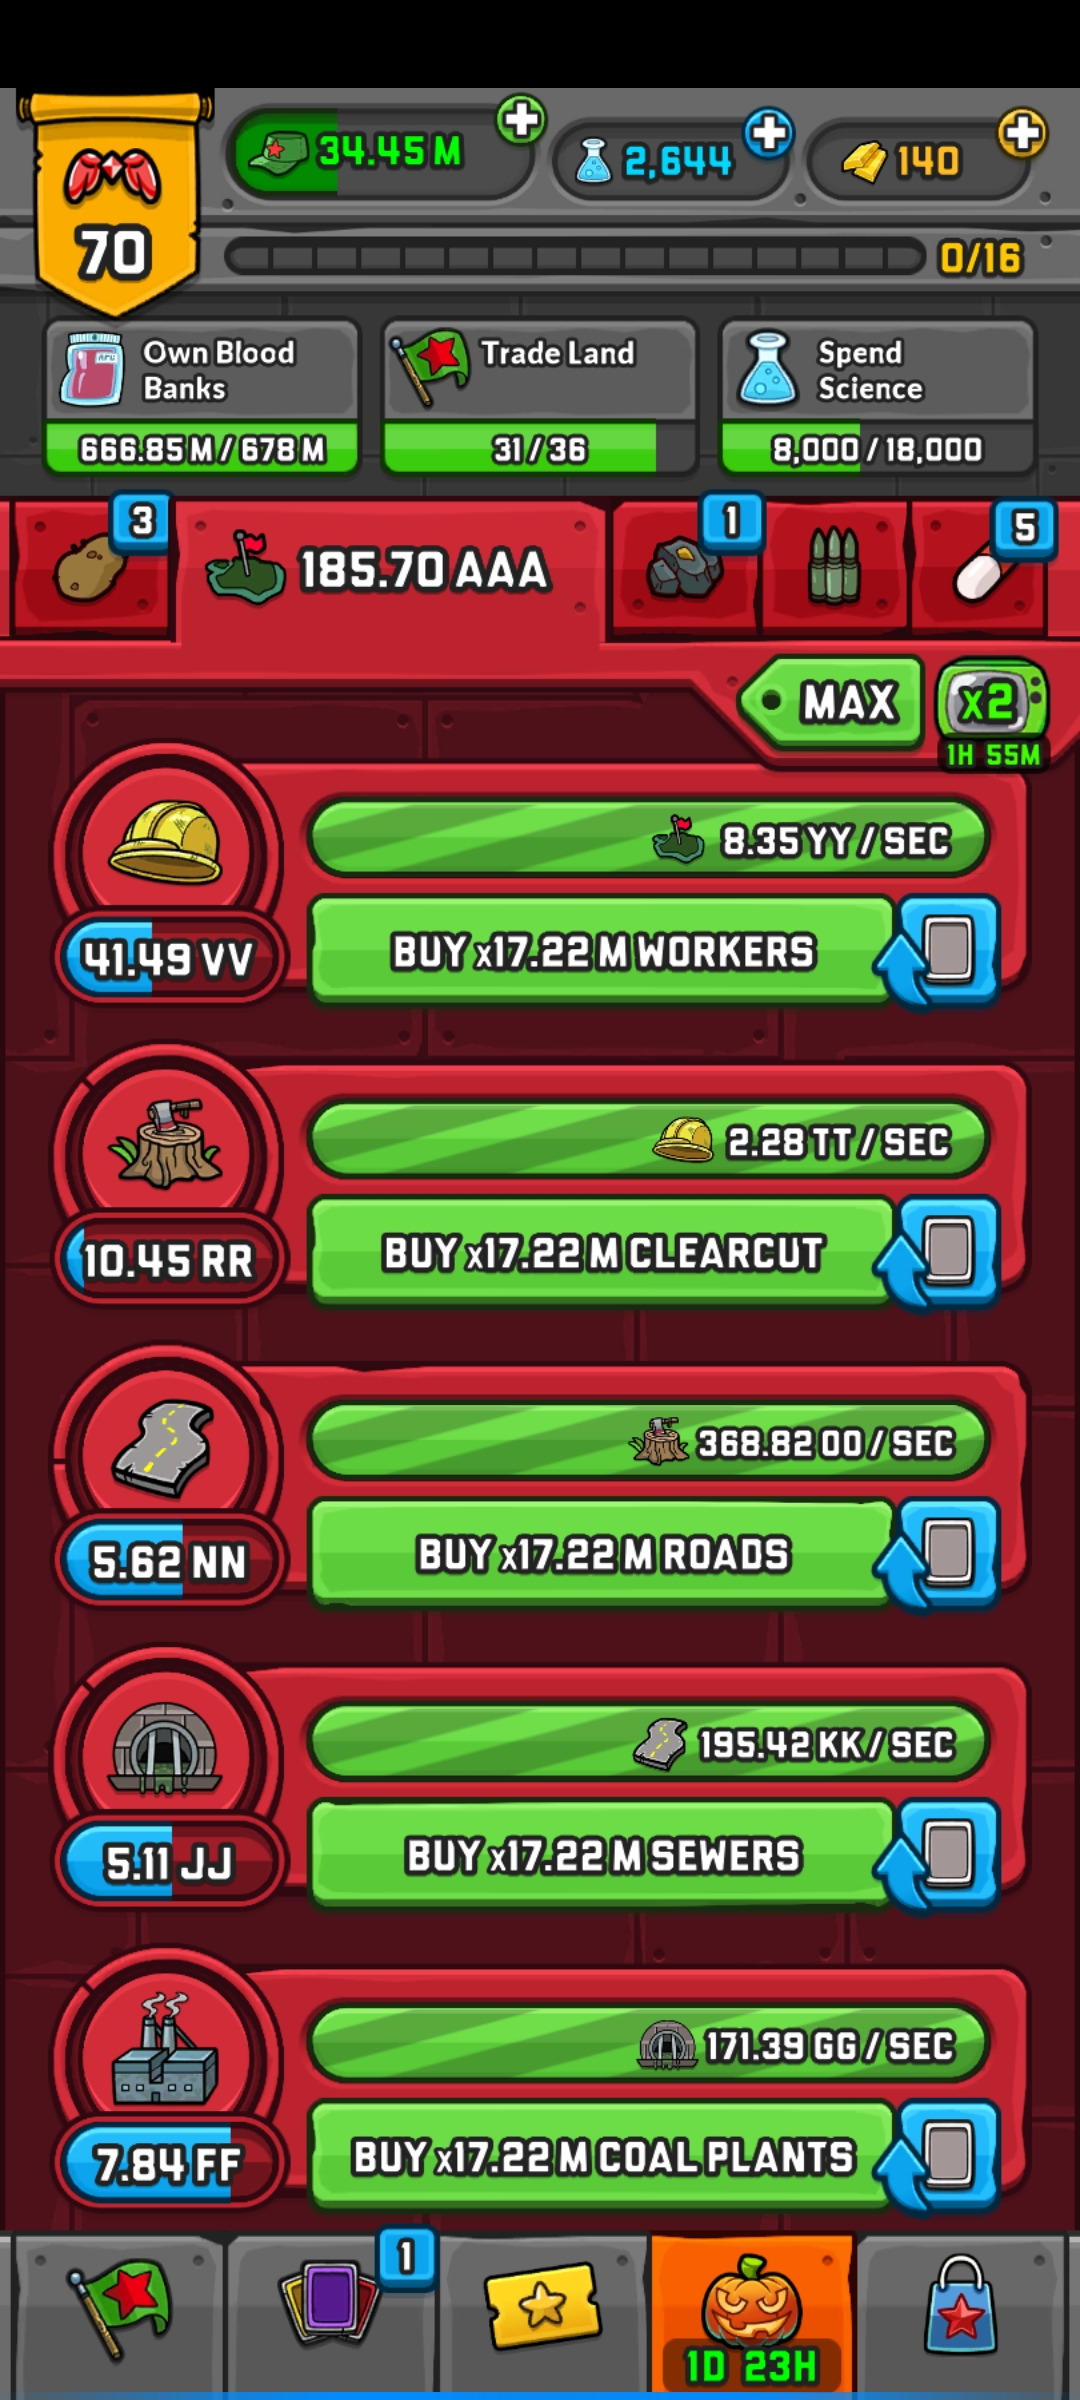 70
34.45 M
2,644
140
0/16
Own Blood
Banks
666.85 M / 678 M
Trade Land
31 / 36
Spend
Science
8,000 / 18,000
3
185.70 AAA
1
5
MAX
x2
1H 55M
8.35 YY / SEC
41.49 VV
BUY x17.22 M WORKERS
2.28 TT / SEC
10.45 RR
BUY x17.22 M CLEARCUT
368.82 OO / SEC
5.62 NN
BUY x17.22 M ROADS
195.42 KK / SEC
5.11 JJ
BUY x17.22 M SEWERS
171.39 GG / SEC
7.84 FF
BUY x17.22 M COAL PLANTS
1
1D 23H